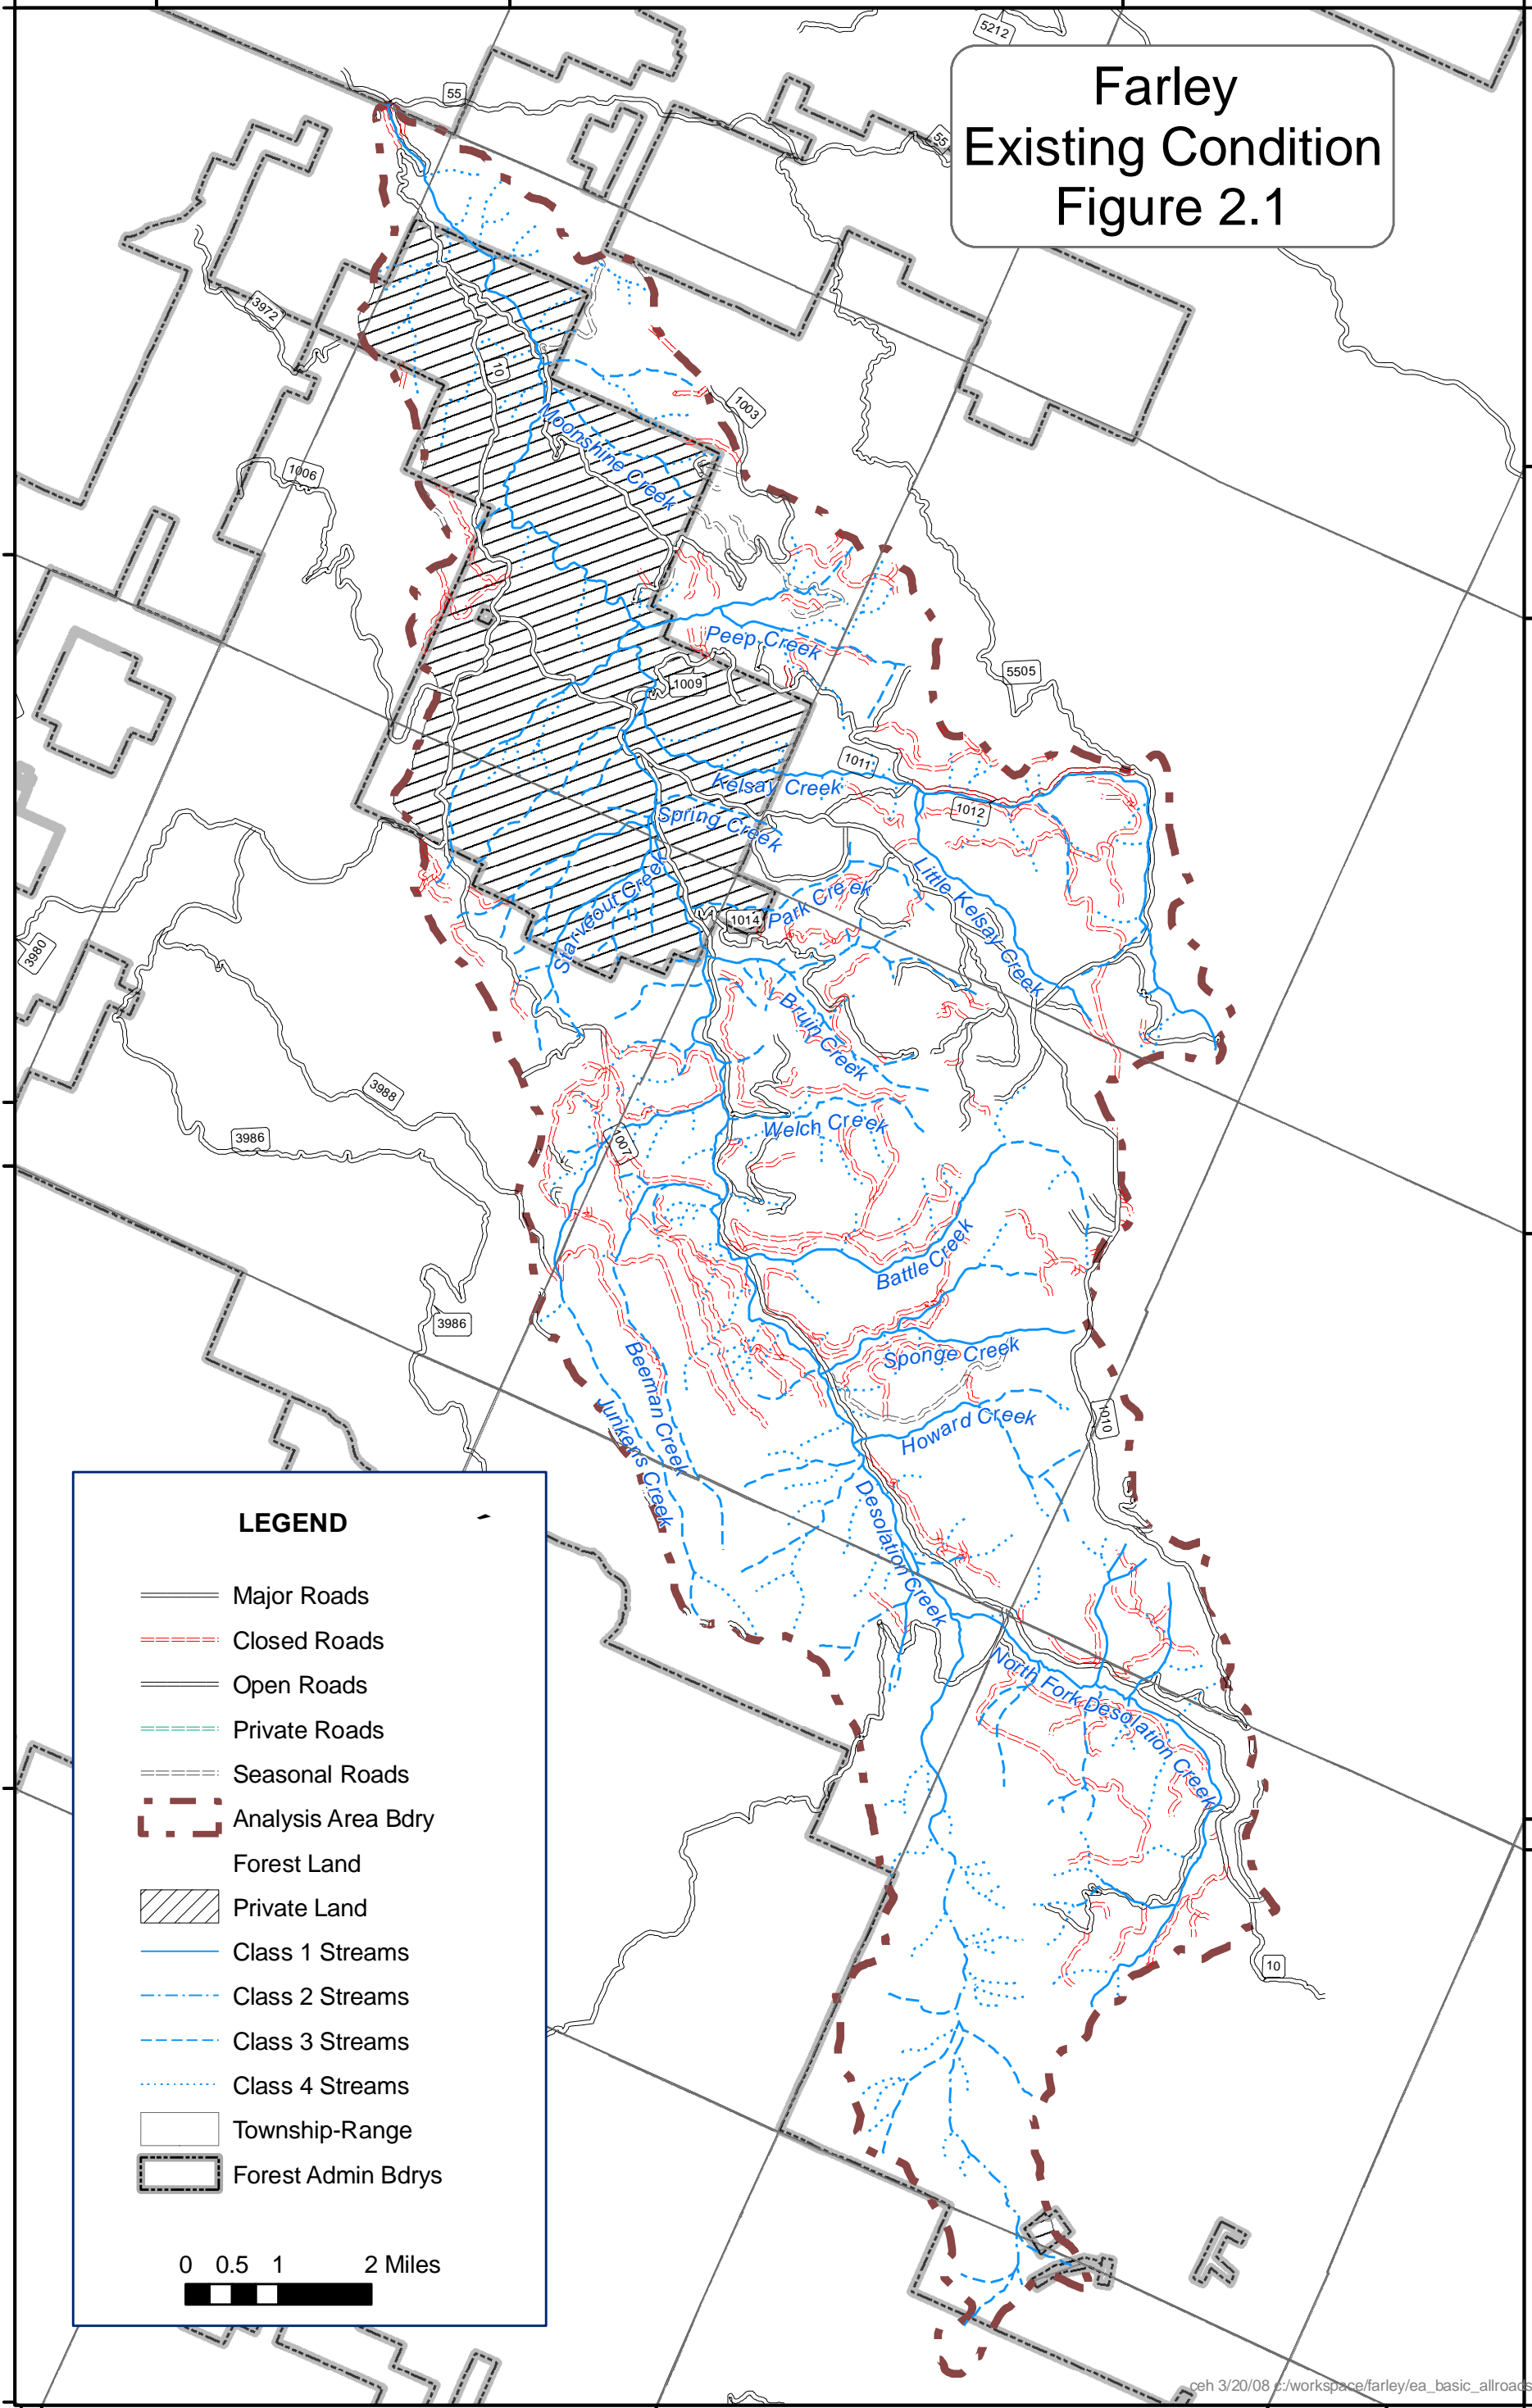 Farley
Existing Condition
Figure 2.1
5212
55
55
3972
10
1003
1006
Moonshine Creek
Peep Creek
1009
5505
1011
Kelsay Creek
1012
Spring Creek
Little Kelsay Creek
Starveout Creek
Park Creek
1014
3980
Bruin Creek
3988
3986
Welch Creek
1007
Battle Creek
3986
Sponge Creek
Beeman Creek
Junkens Creek
Howard Creek
1010
Desolation Creek
North Fork Desolation Creek
10
LEGEND
Major Roads
Closed Roads
Open Roads
Private Roads
Seasonal Roads
Analysis Area Bdry
Forest Land
Private Land
Class 1 Streams
Class 2 Streams
Class 3 Streams
Class 4 Streams
Township-Range
Forest Admin Bdrys
0 0.5 1 2 Miles
ceh 3/20/08 c:/workspace/farley/ea_basic_allroads